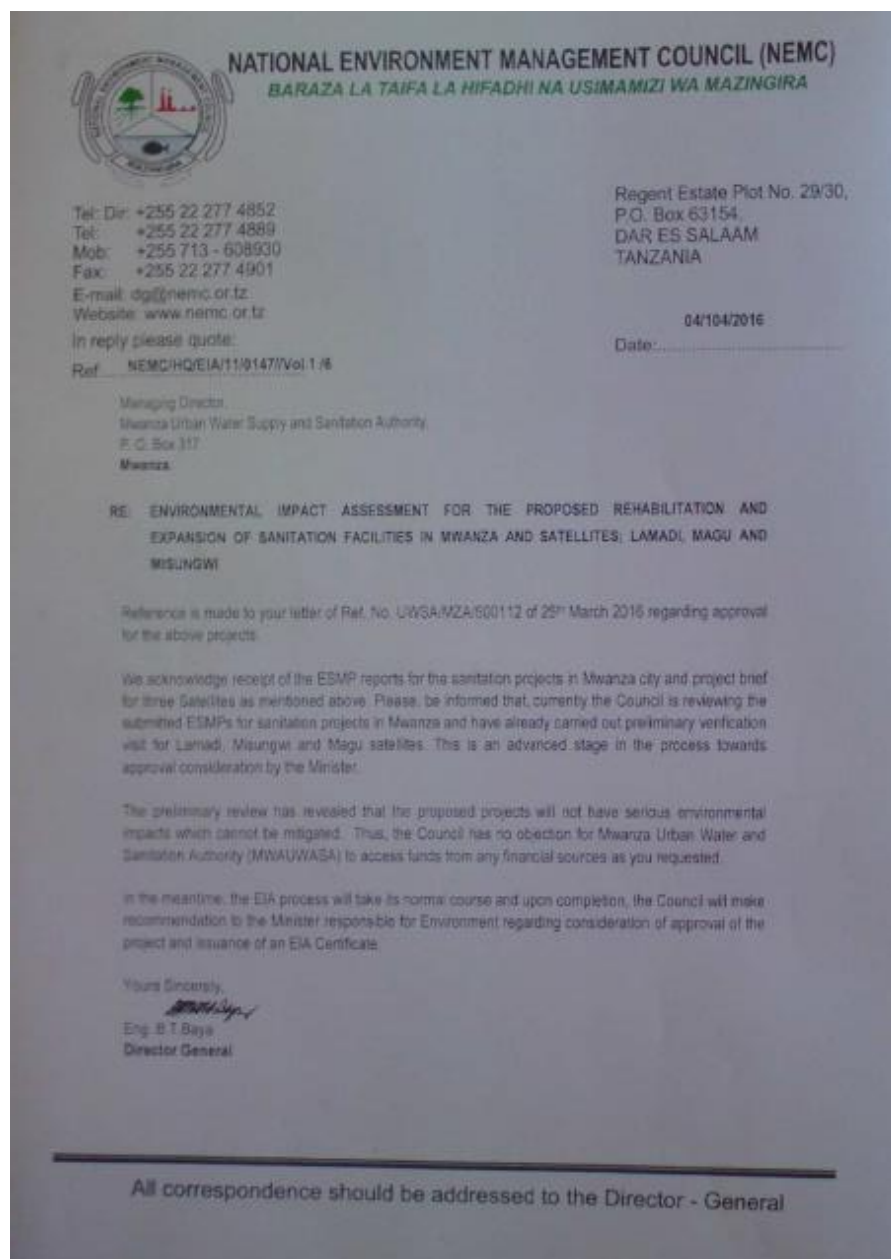 NATIONAL ENVIRONMENT MANAGEMENT COUNCIL (NEMC)
BARAZA LA TAIFA LA HIFADHI NA USIMAMIZI WA MAZINGIRA
NATIONAL ENVIRONMENT MANAGEMENT COUNCIL
MAZINGIRA
Regent Estate Plot No. 29/30,
P.O. Box 63154,
DAR ES SALAAM
TANZANIA
Tel: Dir: +255 22 277 4852
Tel: +255 22 277 4889
Mob: +255 713 - 608930
Fax: +255 22 277 4901
E-mail: dg@nemc.or.tz
Website: www.nemc.or.tz
In reply please quote:
Ref: NEMC/HQ/EIA/11/0147//Vol.1 /6
04/104/2016
Date:
Managing Director,
Mwanza Urban Water Supply and Sanitation Authority,
P. O. Box 317
Mwanza.
RE: ENVIRONMENTAL IMPACT ASSESSMENT FOR THE PROPOSED REHABILITATION AND
EXPANSION OF SANITATION FACILITIES IN MWANZA AND SATELLITES; LAMADI, MAGU AND
MISUNGWI
Reference is made to your letter of Ref. No. UWSA/MZA/600112 of 25th March 2016 regarding approval
for the above projects.
We acknowledge receipt of the ESMP reports for the sanitation projects in Mwanza city and project brief
for three Satellites as mentioned above. Please, be informed that, currently the Council is reviewing the
submitted ESMPs for sanitation projects in Mwanza and have already carried out preliminary verification
visit for Lamadi, Misungwi and Magu satellites. This is an advanced stage in the process towards
approval consideration by the Minister.
The preliminary review has revealed that the proposed projects will not have serious environmental
impacts which cannot be mitigated. Thus, the Council has no objection for Mwanza Urban Water and
Sanitation Authority (MWAUWASA) to access funds from any financial sources as you requested.
In the meantime, the EIA process will take its normal course and upon completion, the Council will make
recommendation to the Minister responsible for Environment regarding consideration of approval of the
project and issuance of an EIA Certificate.
Yours Sincerely,
Eng. B.T.Baya
Director General
All correspondence should be addressed to the Director - General